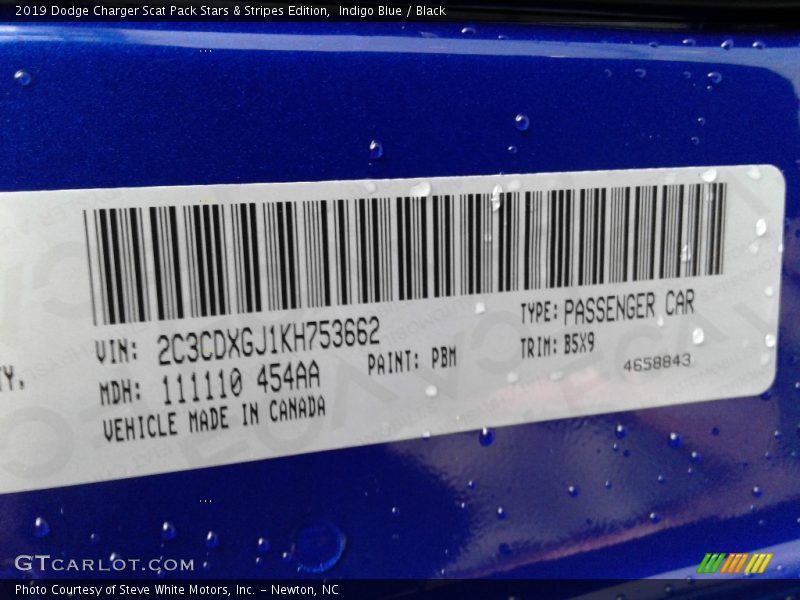 2019 Dodge Charger Scat Pack Stars & Stripes Edition, Indigo Blue / Black
TY.
VIN: 2C3CDXGJ1KH753662
TYPE: PASSENGER CAR
MDH: 111110 454AA
PAINT: PBM
TRIM: B5X9
4658843
VEHICLE MADE IN CANADA
GTCARLOT.COM
Photo Courtesy of Steve White Motors, Inc. – Newton, NC